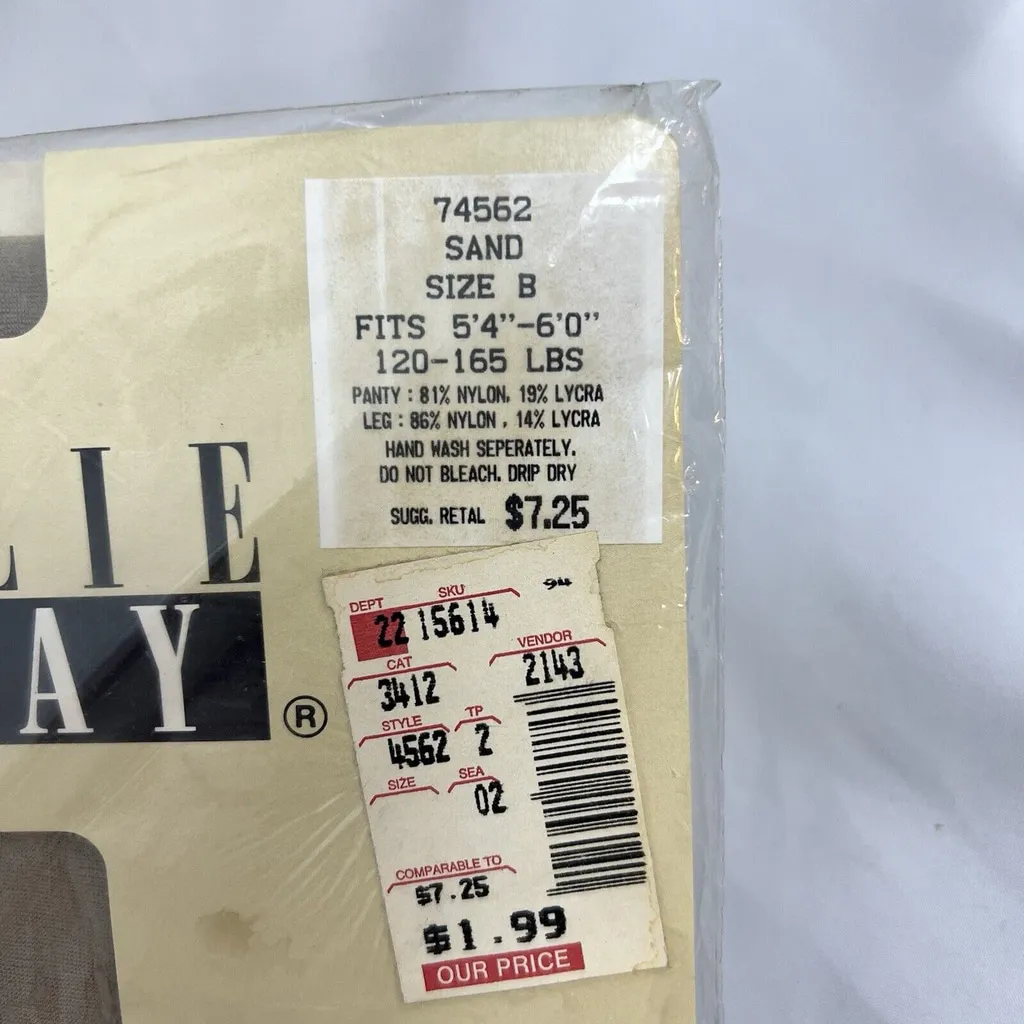 74562
SAND
SIZE B
FITS 5'4"-6'0"
120-165 LBS
PANTY : 81% NYLON, 19% LYCRA
LEG : 86% NYLON , 14% LYCRA
HAND WASH SEPERATELY.
DO NOT BLEACH. DRIP DRY
SUGG. RETAL $7.25
LIE
AY
®
94
DEPT SKU
22 15614
CAT VENDOR
3412 2143
STYLE TP
4562 2
SIZE SEA
02
COMPARABLE TO
$7.25
$1.99
OUR PRICE